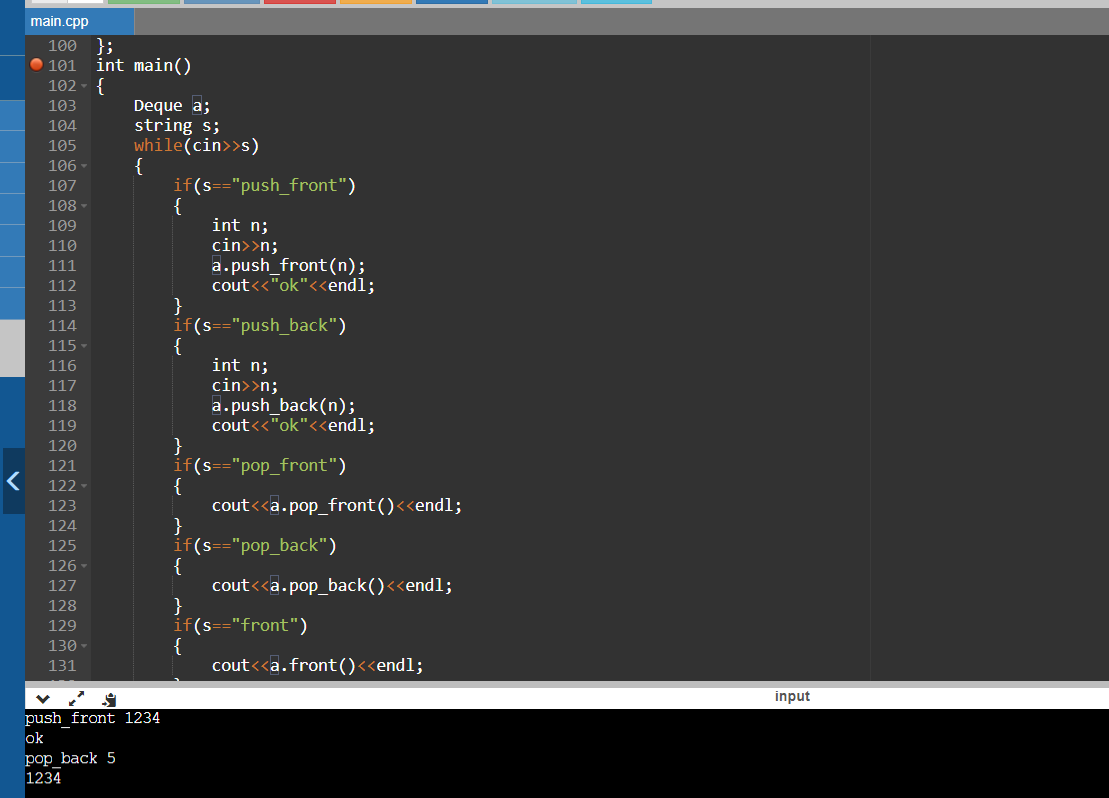 main.cpp
100 };
101 int main()
102 {
103 Deque a;
104 string s;
105 while(cin>>s)
106 {
107 if(s=="push_front")
108 {
109 int n;
110 cin>>n;
111 a.push_front(n);
112 cout<<"ok"<<endl;
113 }
114 if(s=="push_back")
115 {
116 int n;
117 cin>>n;
118 a.push_back(n);
119 cout<<"ok"<<endl;
120 }
121 if(s=="pop_front")
122 {
123 cout<<a.pop_front()<<endl;
124 }
125 if(s=="pop_back")
126 {
127 cout<<a.pop_back()<<endl;
128 }
129 if(s=="front")
130 {
131 cout<<a.front()<<endl;
input
push_front 1234
ok
pop_back 5
1234